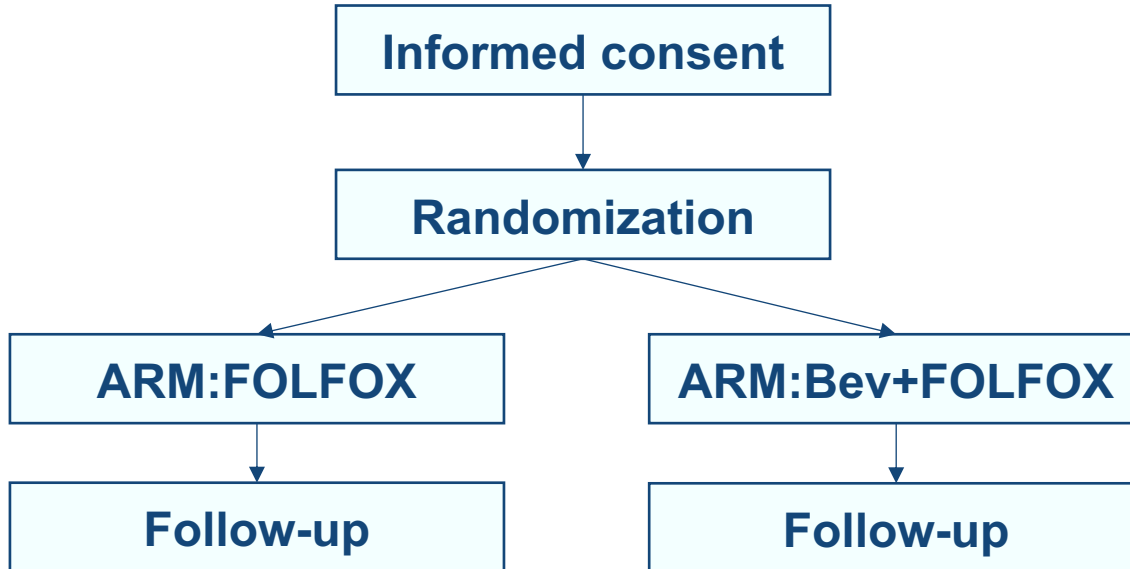 Informed consent
Randomization
ARM:FOLFOX
ARM:Bev+FOLFOX
Follow-up
Follow-up